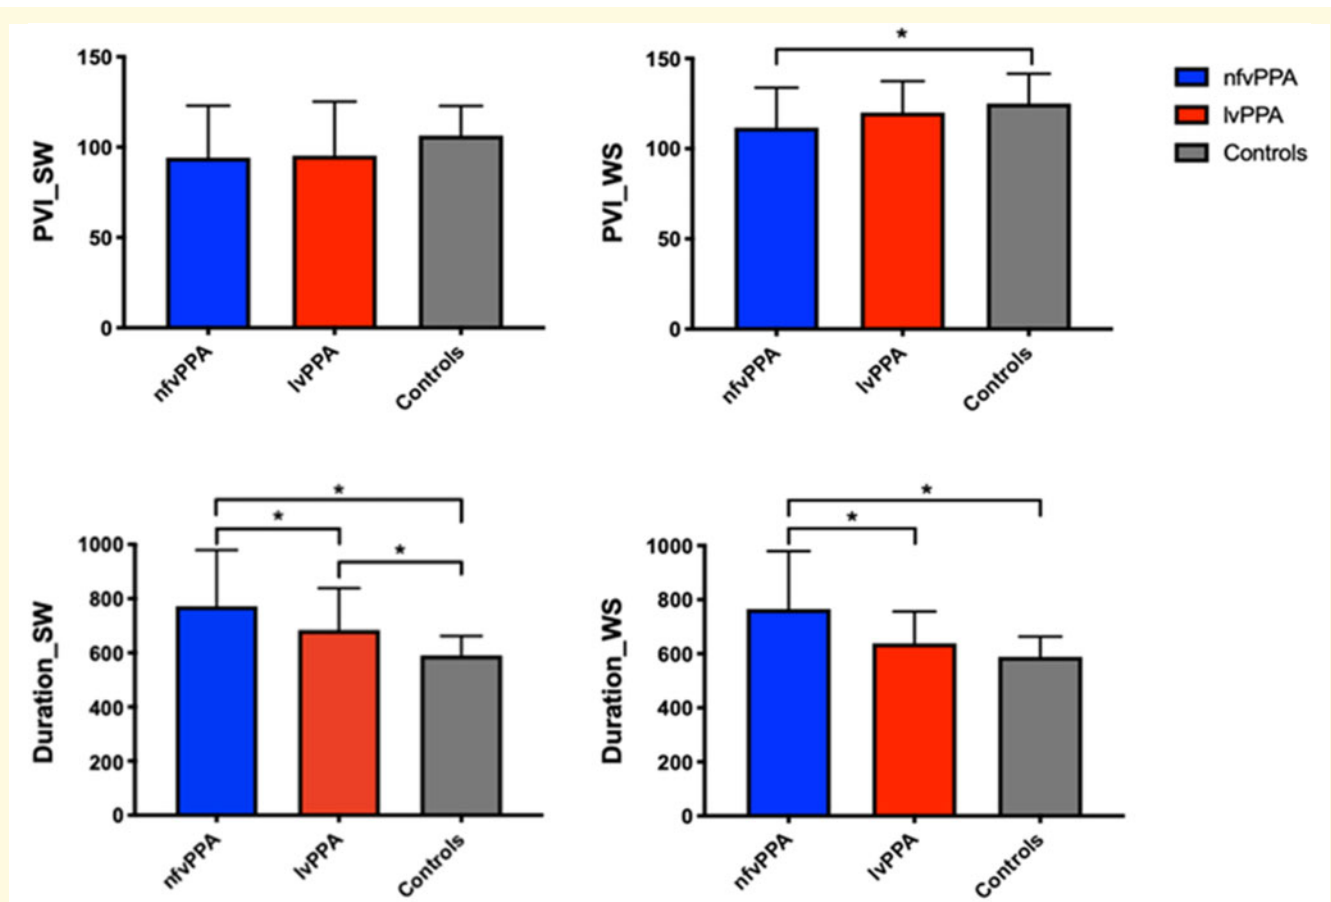 150
100
50
0
PVI_SW
nfvPPA
lvPPA
Controls
*
150
100
50
0
PVI_WS
nfvPPA
lvPPA
Controls
nfvPPA
lvPPA
Controls
*
*
*
1000
800
600
400
200
0
Duration_SW
nfvPPA
lvPPA
Controls
*
*
1000
800
600
400
200
0
Duration_WS
nfvPPA
lvPPA
Controls